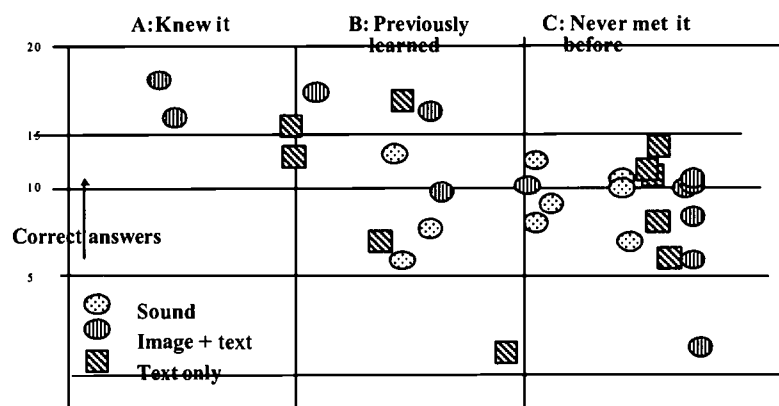 A: Knew it
B: Previously
learned
C: Never met it
before
20
15
10
Correct answers
5
Sound
Image + text
Text only